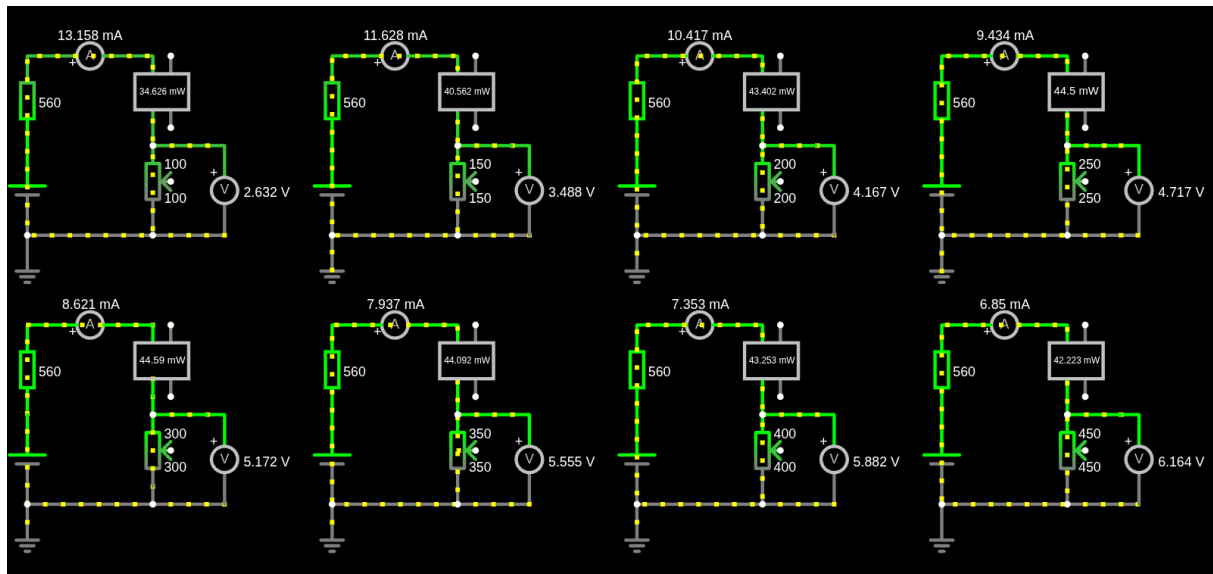 13.158 mA
A
+
560
34.626 mW
100
100
+
V
2.632 V
11.628 mA
A
+
560
40.562 mW
150
150
+
V
3.488 V
10.417 mA
A
+
560
43.402 mW
200
200
+
V
4.167 V
9.434 mA
A
+
560
44.5 mW
250
250
+
V
4.717 V
8.621 mA
A
+
560
44.59 mW
300
300
+
V
5.172 V
7.937 mA
A
+
560
44.092 mW
350
350
+
V
5.555 V
7.353 mA
A
+
560
43.253 mW
400
400
+
V
5.882 V
6.85 mA
A
+
560
42.223 mW
450
450
+
V
6.164 V